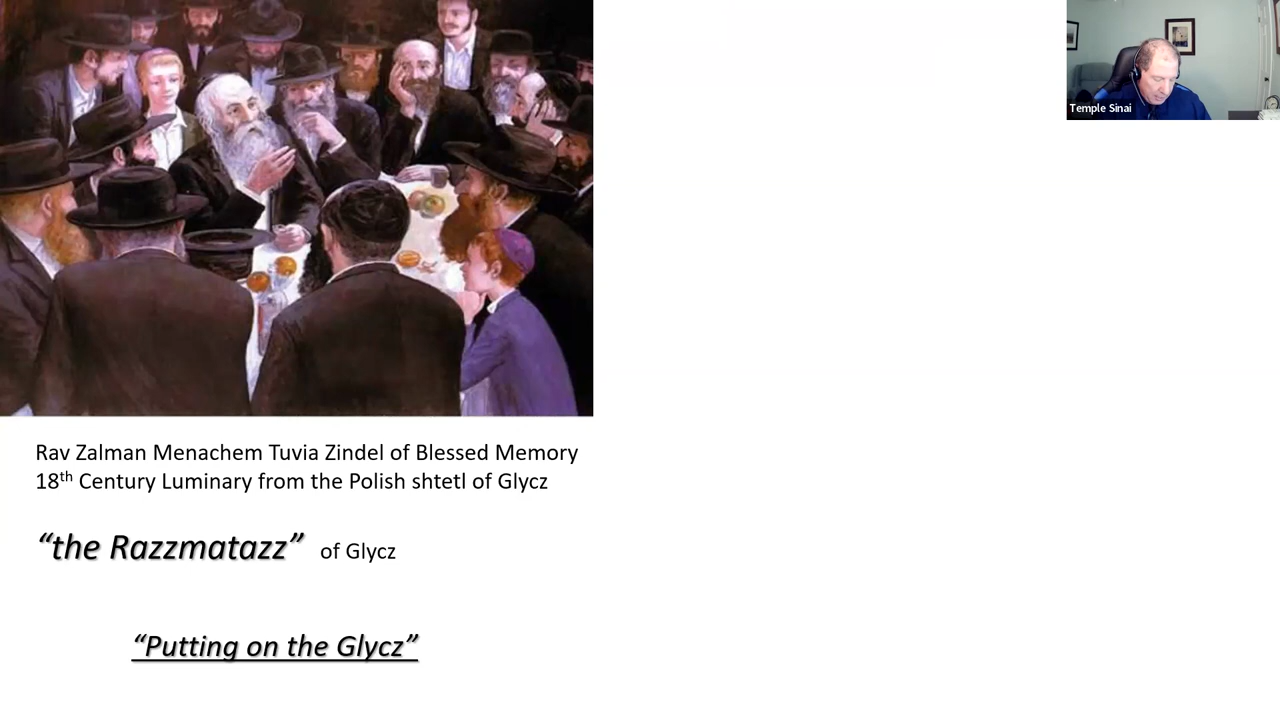 Temple Sinai
Rav Zalman Menachem Tuvia Zindel of Blessed Memory
18th Century Luminary from the Polish shtetl of Glycz
“the Razzmatazz” of Glycz
“Putting on the Glycz”